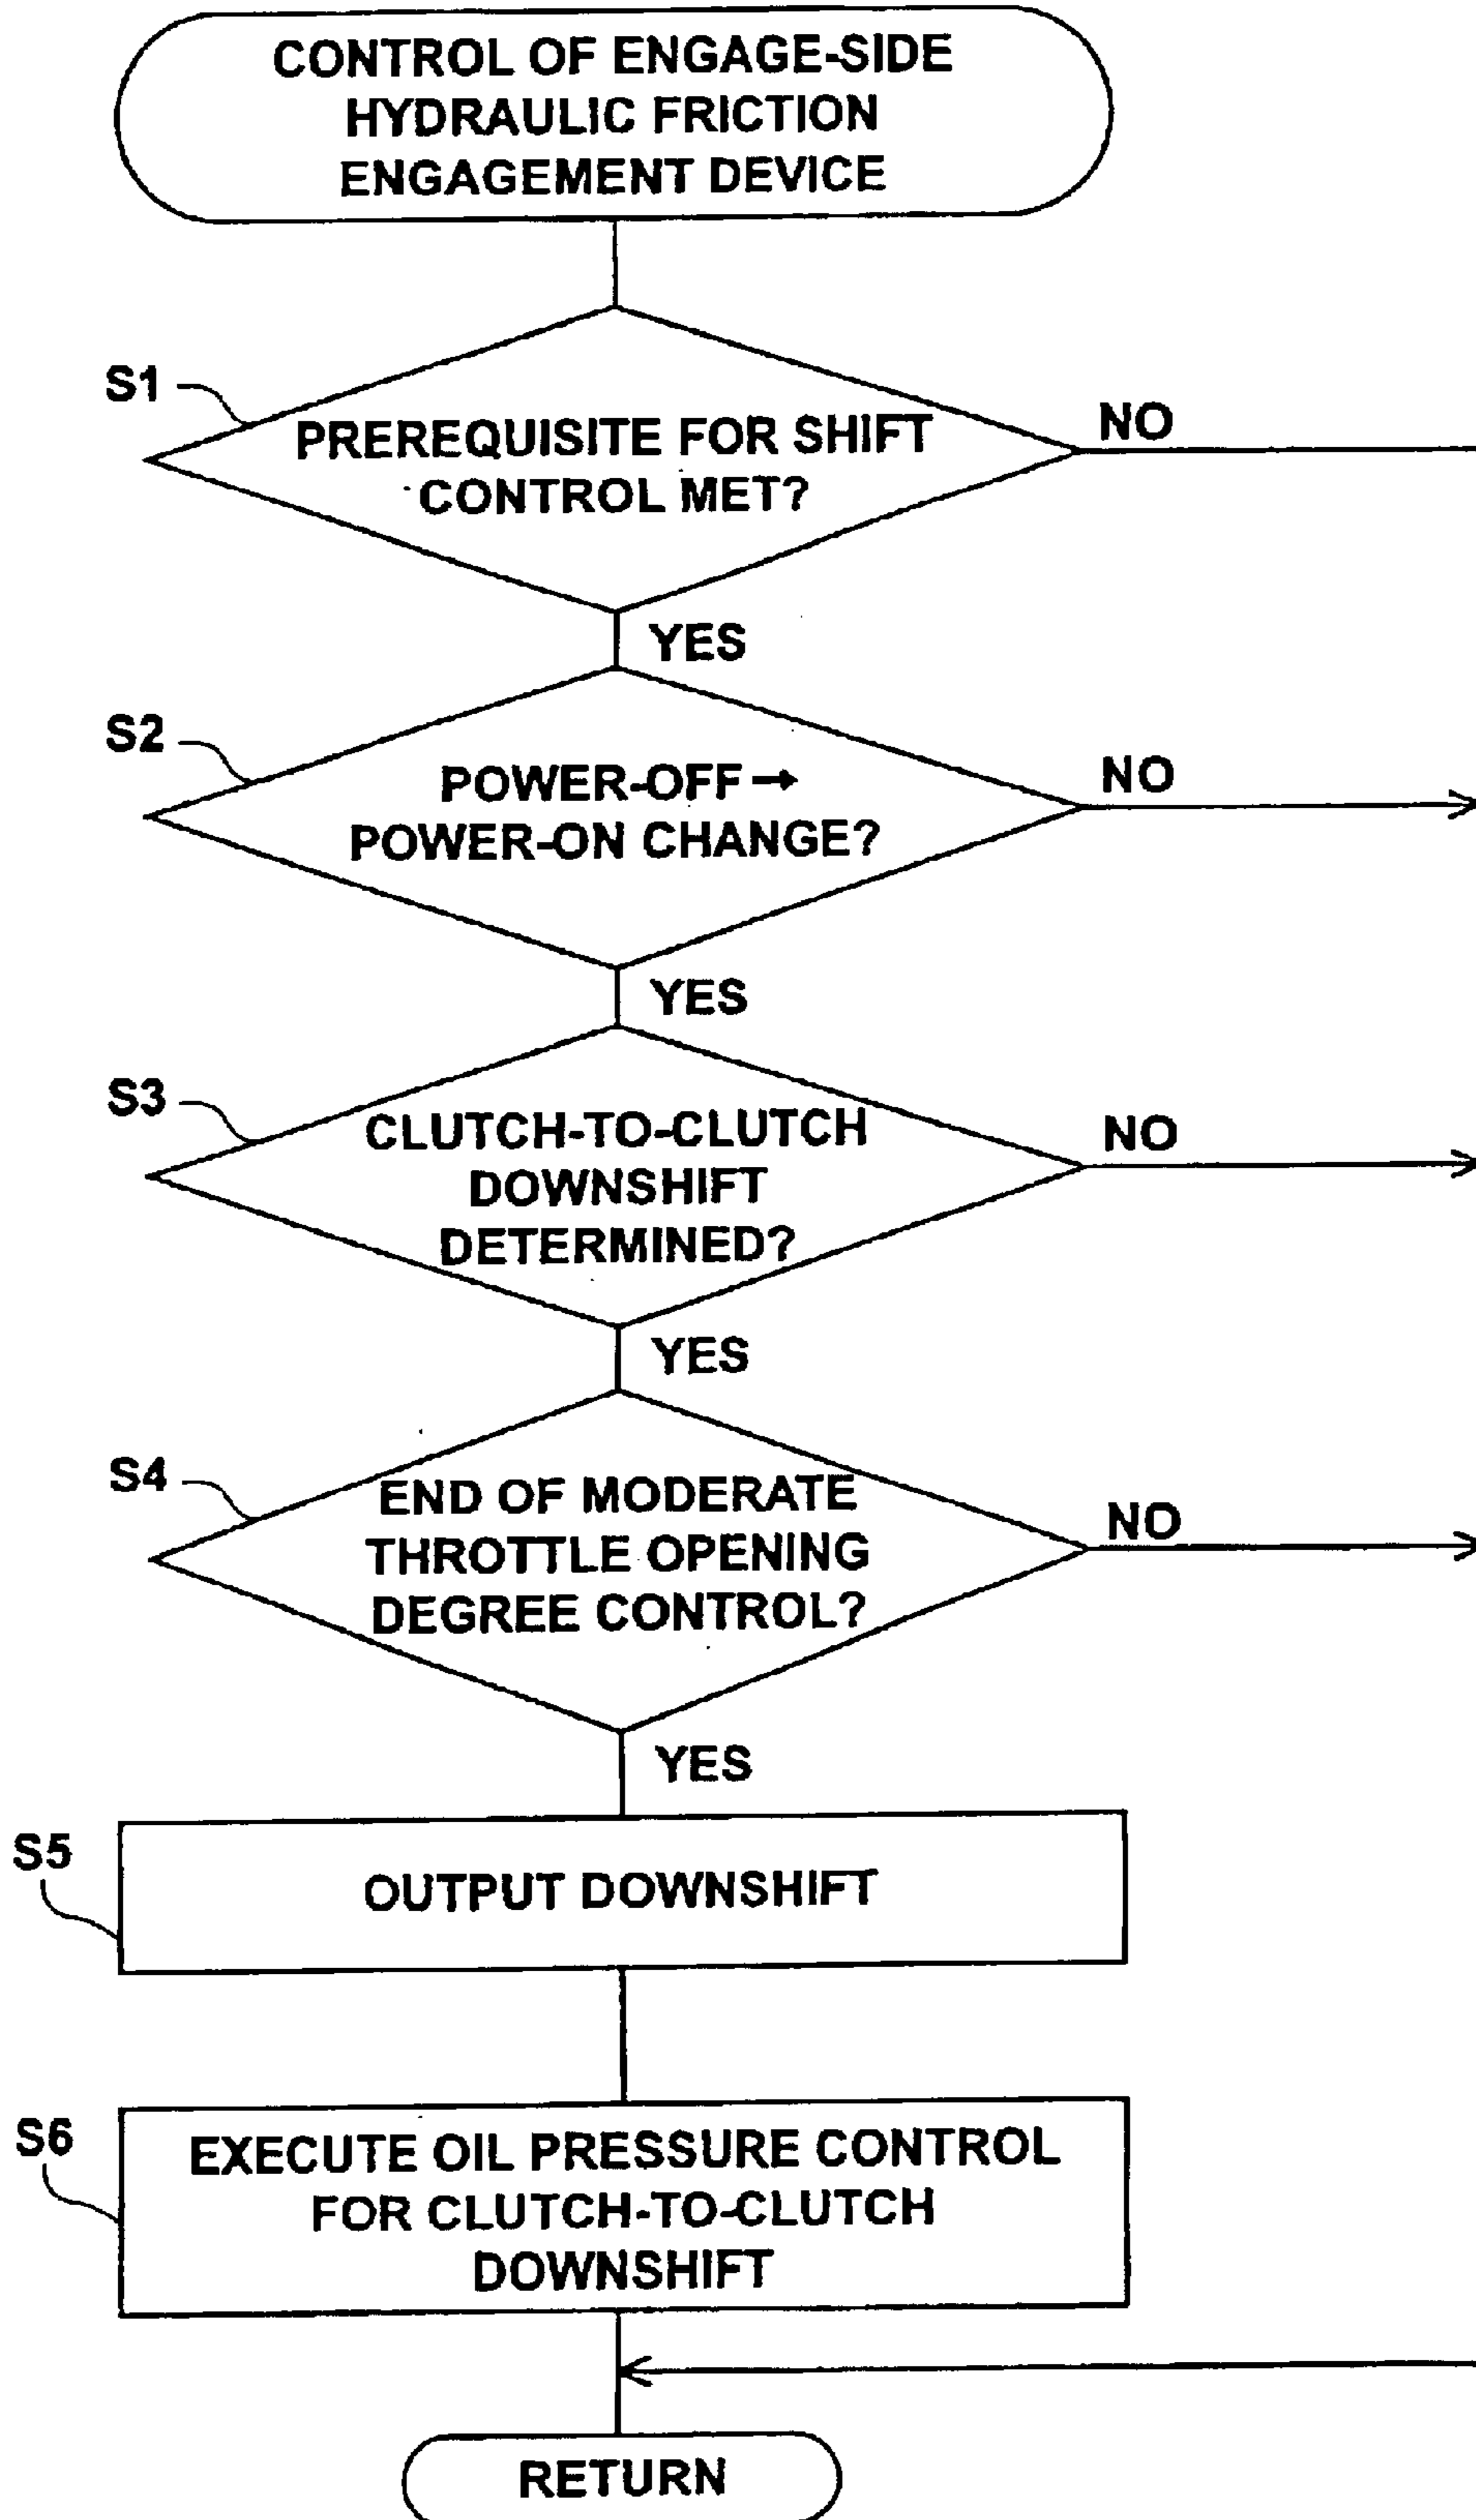 CONTROL OF ENGAGE-SIDE
HYDRAULIC FRICTION
ENGAGEMENT DEVICE
S1
PREREQUISITE FOR SHIFT
CONTROL MET?
NO
YES
S2
POWER-OFF→
POWER-ON CHANGE?
NO
YES
S3
CLUTCH-TO-CLUTCH
DOWNSHIFT
DETERMINED?
NO
YES
S4
END OF MODERATE
THROTTLE OPENING
DEGREE CONTROL?
NO
YES
S5
OUTPUT DOWNSHIFT
S6
EXECUTE OIL PRESSURE CONTROL
FOR CLUTCH-TO-CLUTCH
DOWNSHIFT
RETURN